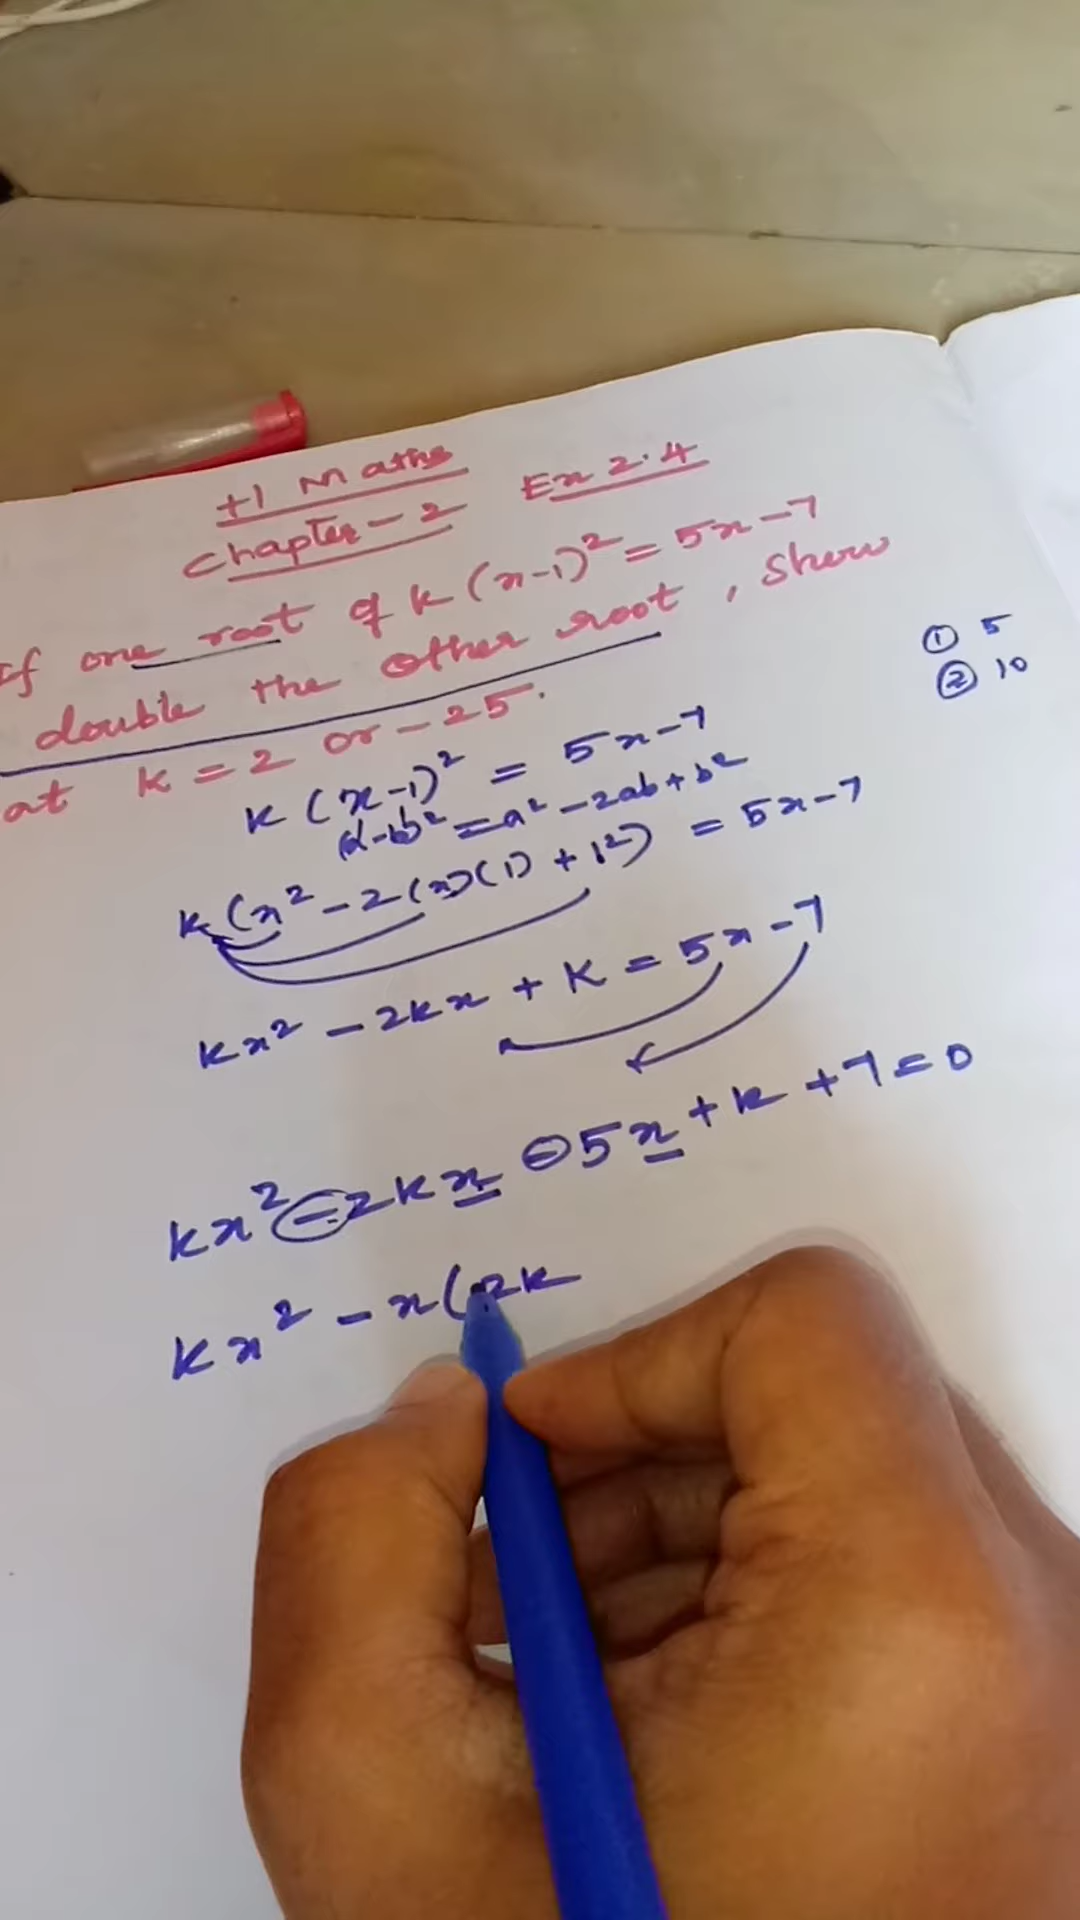 +1 Maths
Chapter - 2 Ex 2.4
If one root of k(x-1)² = 5x-7
double the other root, show
at k = 2 or -25.
① 5
② 10
k(x-1)² = 5x-7
(a-b)² = a² - 2ab + b²
k(x² - 2(x)(1) + 1²) = 5x-7
kx² - 2kx + k = 5x-7
kx² - 2kx - 5x + k + 7 = 0
kx² - x(2k